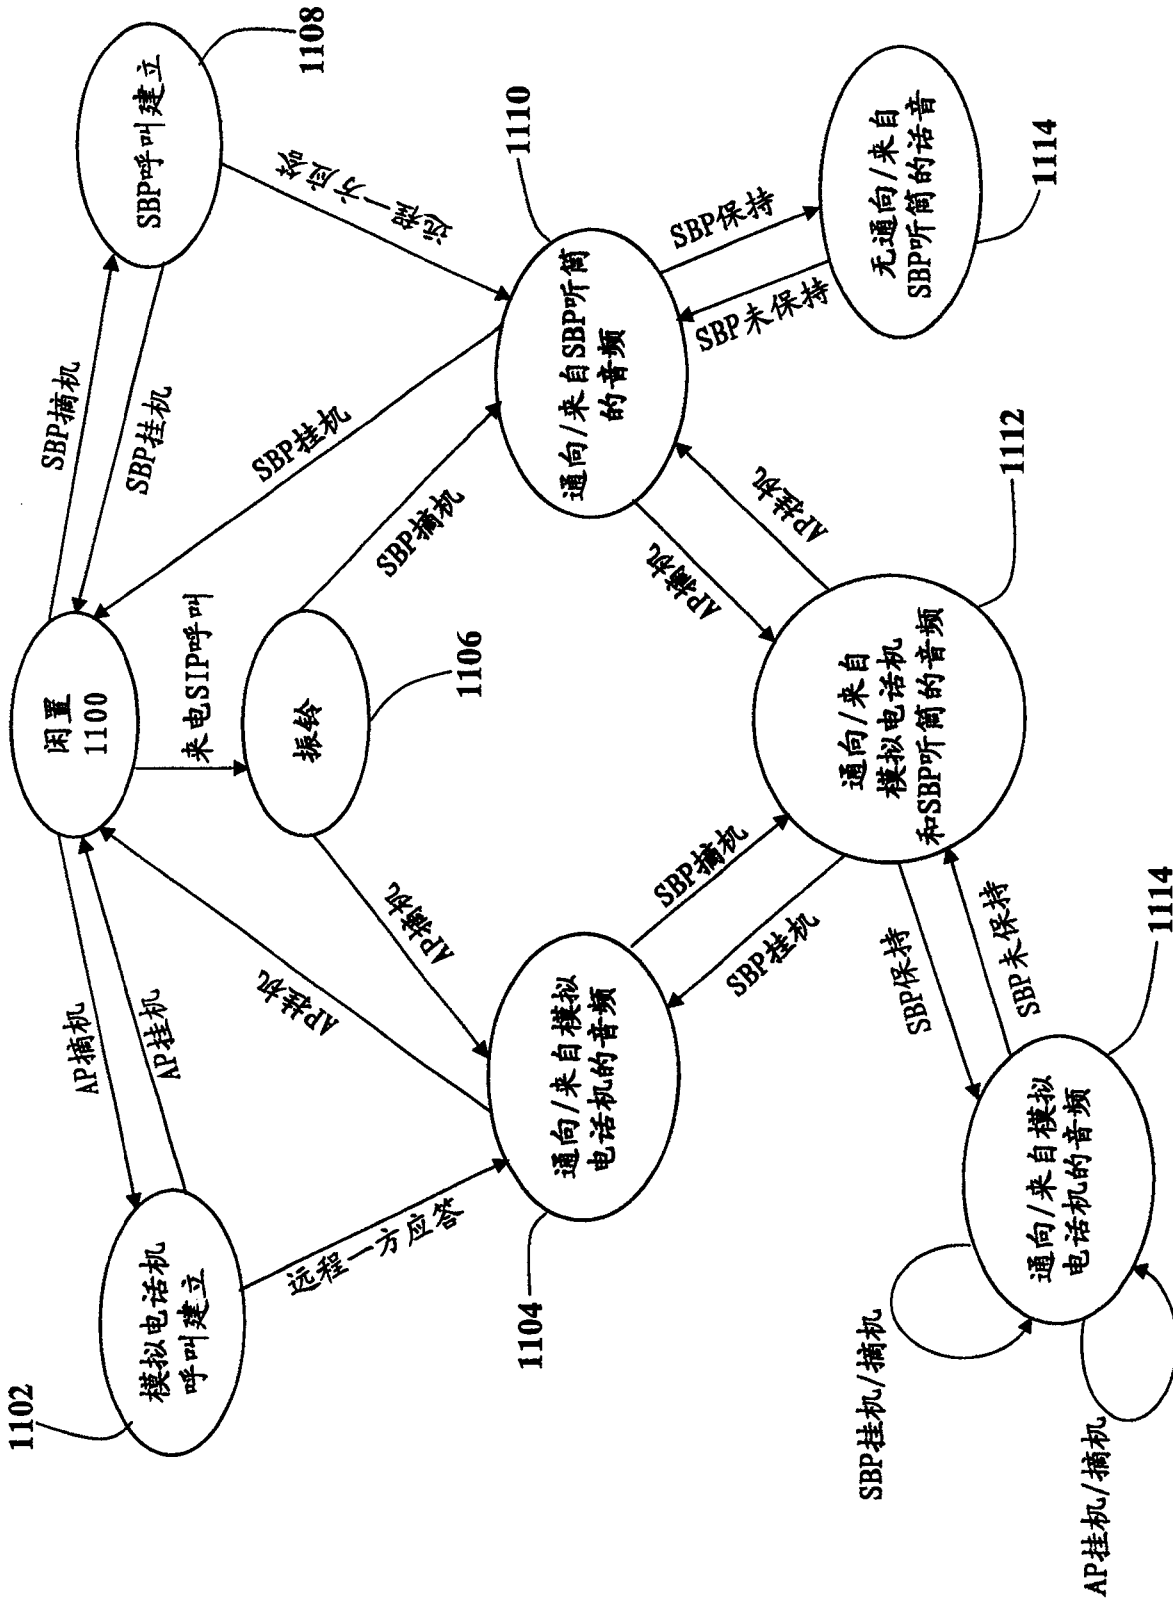 1102
模拟电话机
呼叫建立
AP摘机
AP挂机
闲置
1100
SBP摘机
SBP挂机
SBP呼叫建立
1108
来电SIP呼叫
振铃
1106
AP挂机
AP摘机
SBP挂机
SBP摘机
远程一方应答
远程一方应答
1104
通向/来自模拟
电话机的音频
通向/来自SBP听筒
的音频
1110
SBP摘机
SBP挂机
AP摘机
AP挂机
SBP保持
SBP未保持
通向/来自
模拟电话机
和SBP听筒的音频
1112
无通向/来自
SBP听筒的话音
1114
SBP保持
SBP未保持
SBP挂机/摘机
通向/来自模拟
电话机的音频
1114
AP挂机/摘机